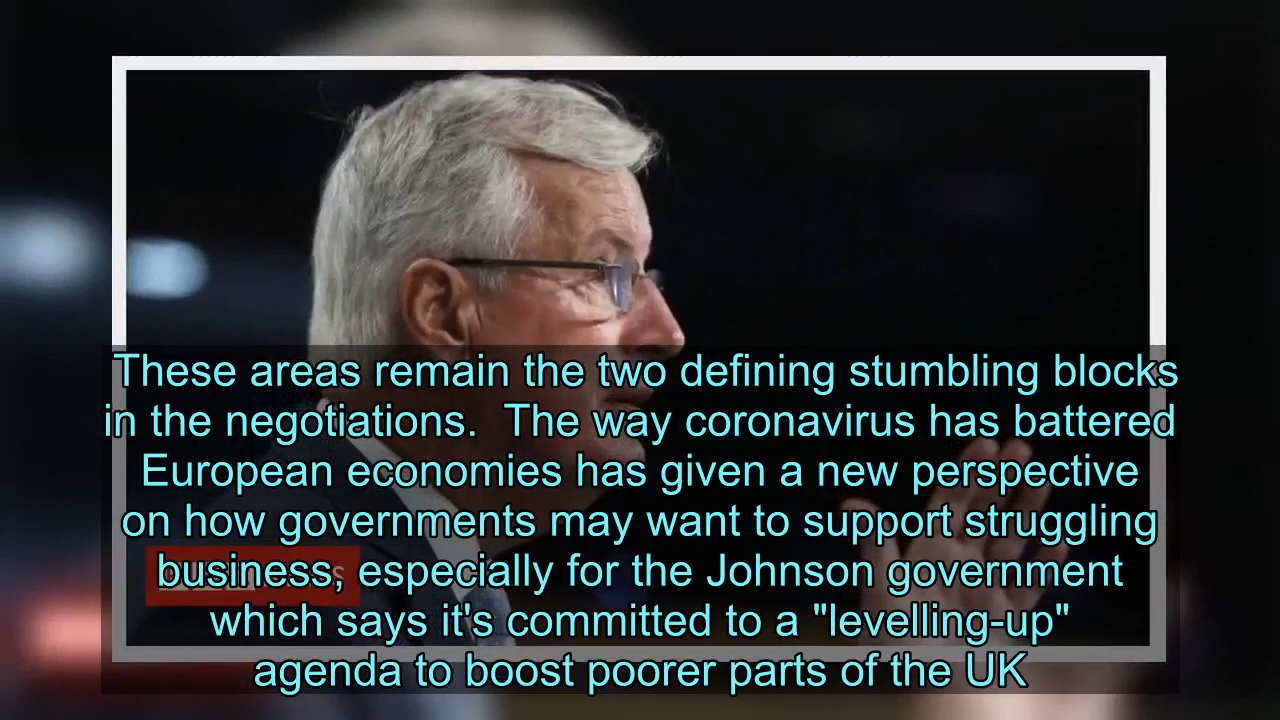 These areas remain the two defining stumbling blocks
in the negotiations.  The way coronavirus has battered
European economies has given a new perspective
on how governments may want to support struggling
business, especially for the Johnson government
which says it's committed to a "levelling-up"
agenda to boost poorer parts of the UK